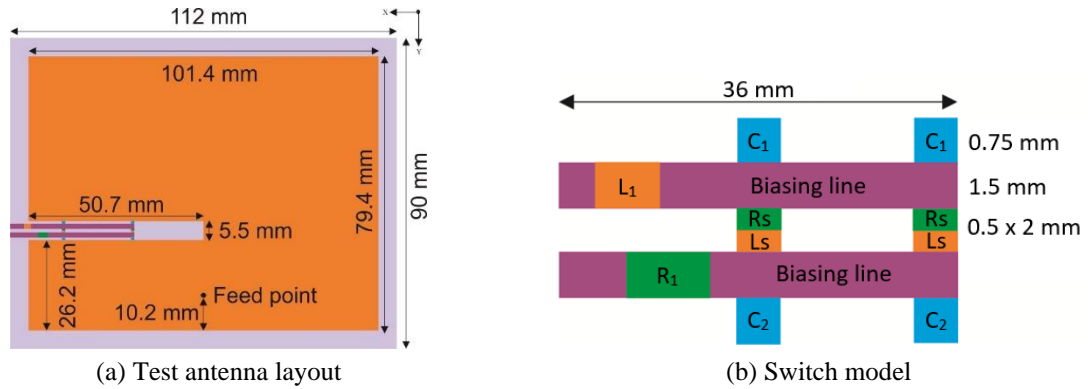 112 mm
X
Y
101.4 mm
79.4 mm
90 mm
50.7 mm
5.5 mm
26.2 mm
Feed point
10.2 mm
(a) Test antenna layout
36 mm
C₁
C₁
0.75 mm
L₁
Biasing line
1.5 mm
Rs
Rs
0.5 x 2 mm
Ls
Ls
R₁
Biasing line
C₂
C₂
(b) Switch model